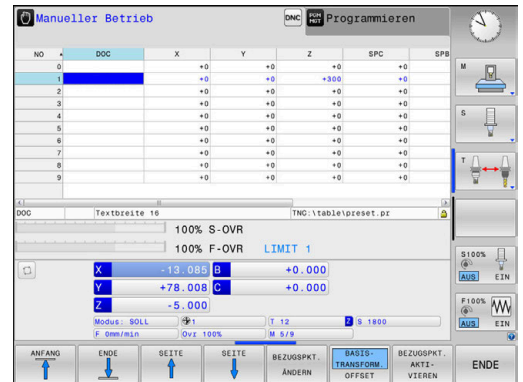 Manueller Betrieb DNC Programmieren
NO DOC X Y Z SPC SPB
0 +0 +0 +0 +0
1 +0 +0 +300 +0
2 +0 +0 +0 +0
3 +0 +0 +0 +0
4 +0 +0 +0 +0
5 +0 +0 +0 +0
6 +0 +0 +0 +0
7 +0 +0 +0 +0
8 +0 +0 +0 +0
9 +0 +0 +0 +0
DOC Textbreite 16 TNC:\table\preset.pr
100% S-OVR
100% F-OVR LIMIT 1
X -13.085 B +0.000
Y +78.008 C +0.000
Z -5.000
Modus: SOLL 1 T 12 Z S 1800
F 0mm/min Ovr 100% M 5/9
M
S
T
S100%
AUS EIN
F100%
AUS EIN
ANFANG
ENDE
SEITE
SEITE
BEZUGSPKT.
ÄNDERN
BASIS-
TRANSFORM.
OFFSET
BEZUGSPKT.
AKTI-
VIEREN
ENDE